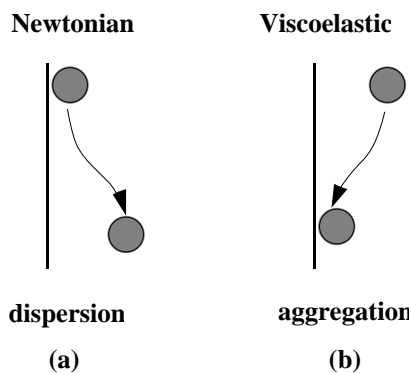 Newtonian
Viscoelastic
dispersion
aggregation
(a)
(b)